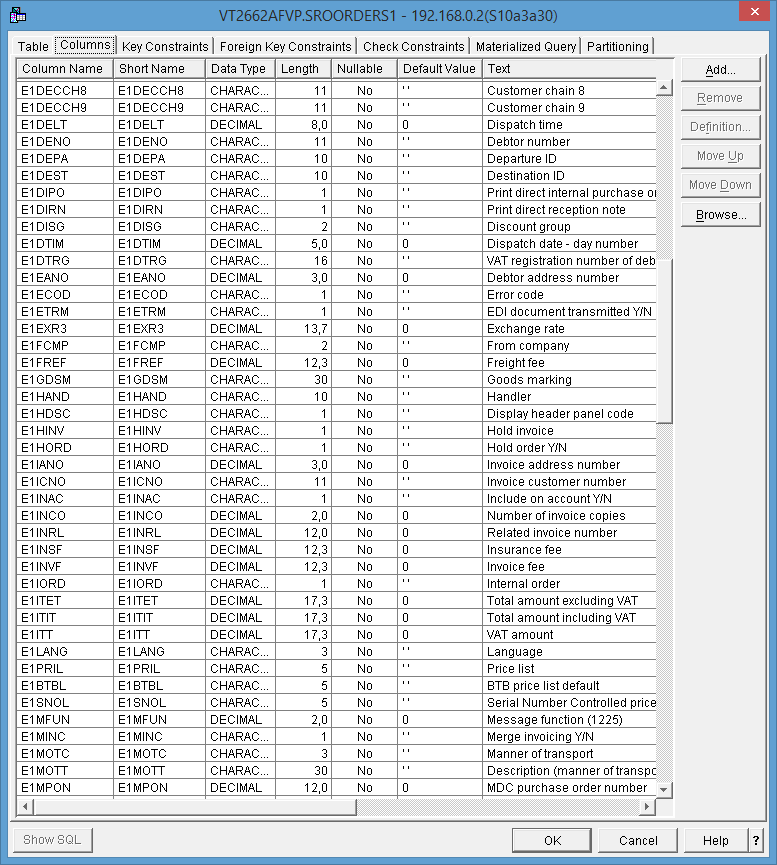 VT2662AFVP.SROORDERS1 - 192.168.0.2(S10a3a30)
Table Columns Key Constraints Foreign Key Constraints Check Constraints Materialized Query Partitioning
Column Name Short Name Data Type Length Nullable Default Value Text
E1DECCH8 E1DECCH8 CHARAC... 11 No '' Customer chain 8
E1DECCH9 E1DECCH9 CHARAC... 11 No '' Customer chain 9
E1DELT E1DELT DECIMAL 8,0 No 0 Dispatch time
E1DENO E1DENO CHARAC... 11 No '' Debtor number
E1DEPA E1DEPA CHARAC... 10 No '' Departure ID
E1DEST E1DEST CHARAC... 10 No '' Destination ID
E1DIPO E1DIPO CHARAC... 1 No '' Print direct internal purchase or
E1DIRN E1DIRN CHARAC... 1 No '' Print direct reception note
E1DISG E1DISG CHARAC... 2 No '' Discount group
E1DTIM E1DTIM DECIMAL 5,0 No 0 Dispatch date - day number
E1DTRG E1DTRG CHARAC... 16 No '' VAT registration number of deb
E1EANO E1EANO DECIMAL 3,0 No 0 Debtor address number
E1ECOD E1ECOD CHARAC... 1 No '' Error code
E1ETRM E1ETRM CHARAC... 1 No '' EDI document transmitted Y/N
E1EXR3 E1EXR3 DECIMAL 13,7 No 0 Exchange rate
E1FCMP E1FCMP CHARAC... 2 No '' From company
E1FREF E1FREF DECIMAL 12,3 No 0 Freight fee
E1GDSM E1GDSM CHARAC... 30 No '' Goods marking
E1HAND E1HAND CHARAC... 10 No '' Handler
E1HDSC E1HDSC CHARAC... 1 No '' Display header panel code
E1HINV E1HINV CHARAC... 1 No '' Hold invoice
E1HORD E1HORD CHARAC... 1 No '' Hold order Y/N
E1IANO E1IANO DECIMAL 3,0 No 0 Invoice address number
E1ICNO E1ICNO CHARAC... 11 No '' Invoice customer number
E1INAC E1INAC CHARAC... 1 No '' Include on account Y/N
E1INCO E1INCO DECIMAL 2,0 No 0 Number of invoice copies
E1INRL E1INRL DECIMAL 12,0 No 0 Related invoice number
E1INSF E1INSF DECIMAL 12,3 No 0 Insurance fee
E1INVF E1INVF DECIMAL 12,3 No 0 Invoice fee
E1IORD E1IORD CHARAC... 1 No '' Internal order
E1ITET E1ITET DECIMAL 17,3 No 0 Total amount excluding VAT
E1ITIT E1ITIT DECIMAL 17,3 No 0 Total amount including VAT
E1ITT E1ITT DECIMAL 17,3 No 0 VAT amount
E1LANG E1LANG CHARAC... 3 No '' Language
E1PRIL E1PRIL CHARAC... 5 No '' Price list
E1BTBL E1BTBL CHARAC... 5 No '' BTB price list default
E1SNOL E1SNOL CHARAC... 5 No '' Serial Number Controlled price
E1MFUN E1MFUN DECIMAL 2,0 No 0 Message function (1225)
E1MINC E1MINC CHARAC... 1 No '' Merge invoicing Y/N
E1MOTC E1MOTC CHARAC... 3 No '' Manner of transport
E1MOTT E1MOTT CHARAC... 30 No '' Description (manner of transpo
E1MPON E1MPON DECIMAL 12,0 No 0 MDC purchase order number
Add...
Remove
Definition...
Move Up
Move Down
Browse...
Show SQL OK Cancel Help ?